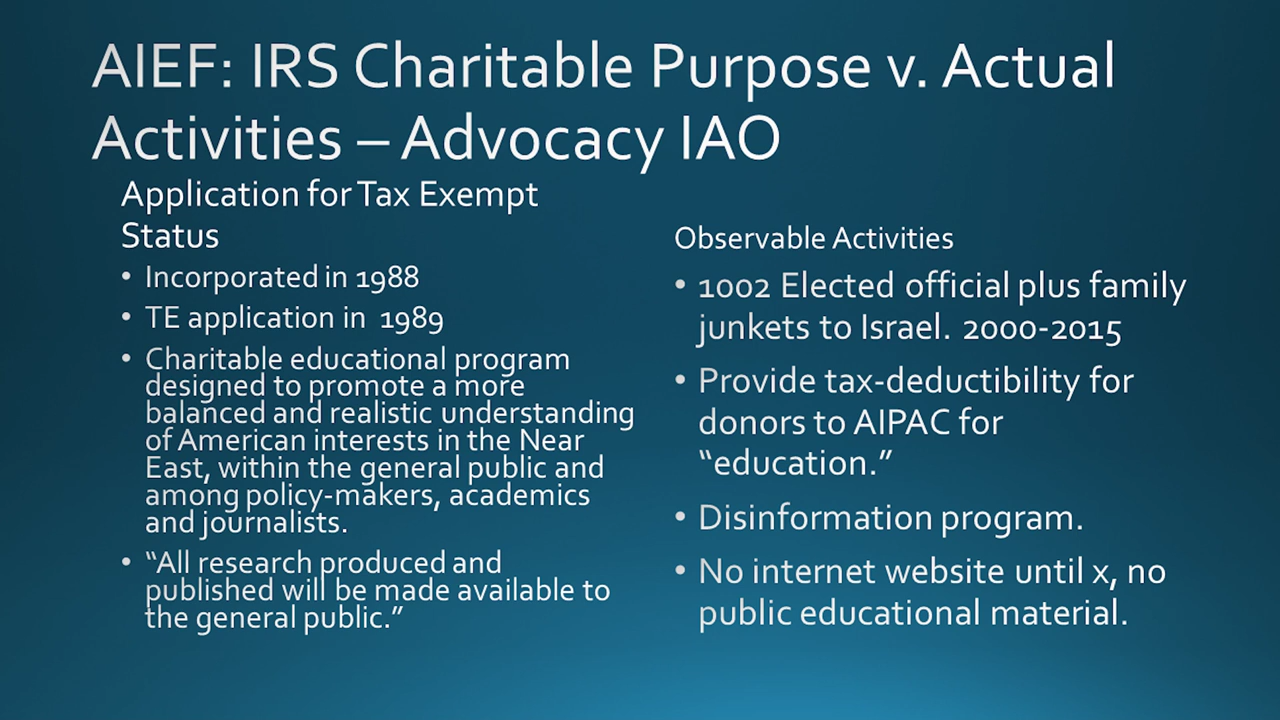 AIEF: IRS Charitable Purpose v. Actual
Activities – Advocacy IAO
Application for Tax Exempt
Status
• Incorporated in 1988
• TE application in 1989
• Charitable educational program
designed to promote a more
balanced and realistic understanding
of American interests in the Near
East, within the general public and
among policy-makers, academics
and journalists.
• “All research produced and
published will be made available to
the general public.”
Observable Activities
• 1002 Elected official plus family
junkets to Israel. 2000-2015
• Provide tax-deductibility for
donors to AIPAC for
“education.”
• Disinformation program.
• No internet website until x, no
public educational material.